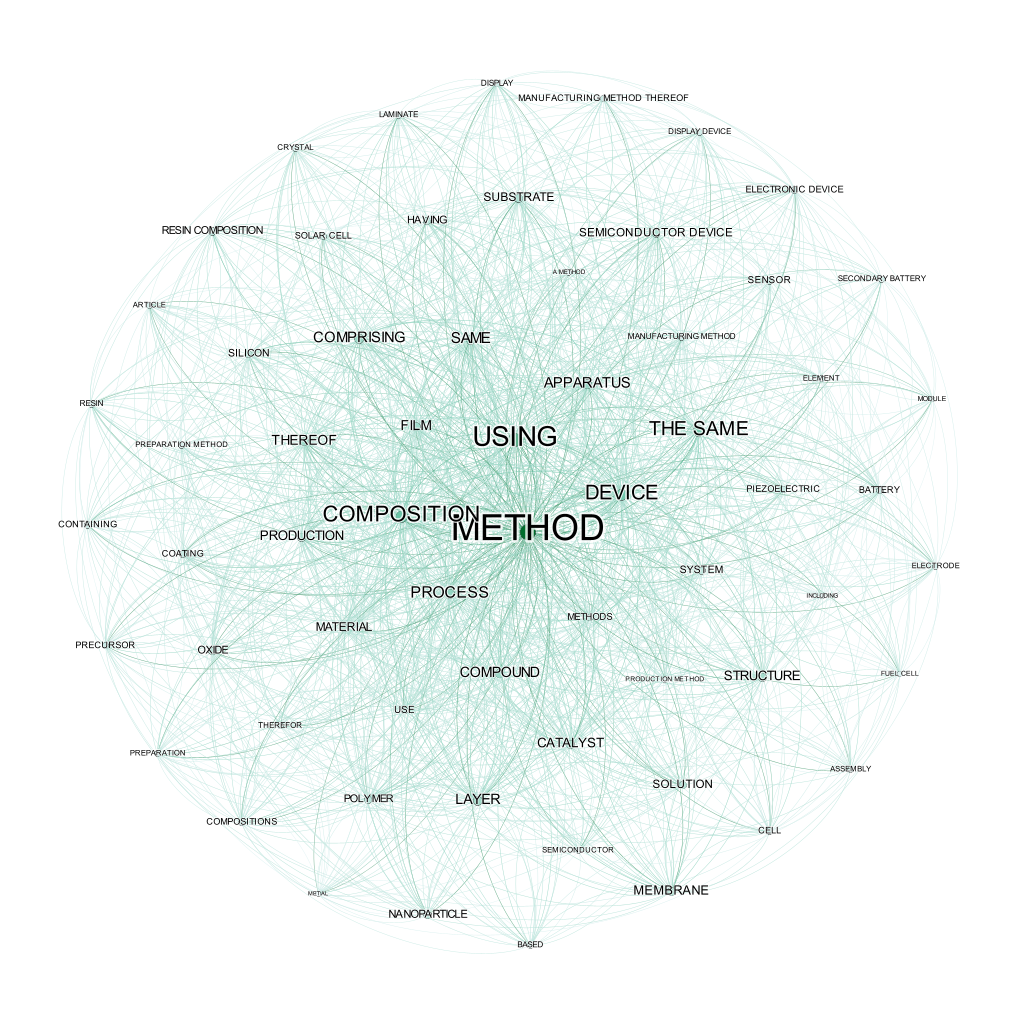 DISPLAY
MANUFACTURING METHOD THEREOF
LAMINATE
DISPLAY DEVICE
CRYSTAL
ELECTRONIC DEVICE
SUBSTRATE
HAVING
RESIN COMPOSITION
SOLAR CELL
SEMICONDUCTOR DEVICE
A METHOD
SENSOR
SECONDARY BATTERY
ARTICLE
COMPRISING
SAME
MANUFACTURING METHOD
SILICON
APPARATUS
ELEMENT
MODULE
RESIN
FILM
THE SAME
USING
THEREOF
PREPARATION METHOD
PIEZOELECTRIC
BATTERY
DEVICE
COMPOSITION
CONTAINING
METHOD
PRODUCTION
COATING
ELECTRODE
SYSTEM
PROCESS
INCLUDING
METHODS
MATERIAL
PRECURSOR
OXIDE
COMPOUND
PRODUCTION METHOD
STRUCTURE
FUEL CELL
USE
THEREFOR
CATALYST
PREPARATION
ASSEMBLY
SOLUTION
POLYMER
LAYER
COMPOSITIONS
CELL
SEMICONDUCTOR
METIAL
MEMBRANE
NANOPARTICLE
BASED